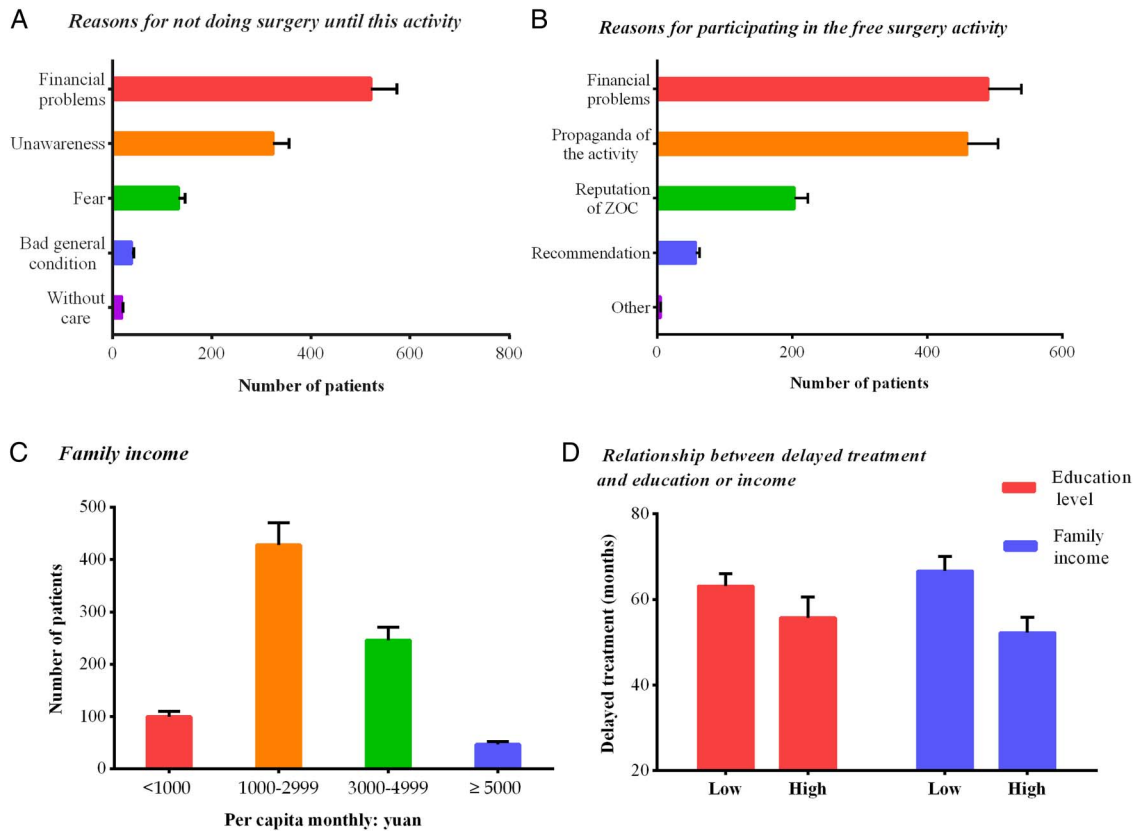 A
Reasons for not doing surgery until this activity
Financial
problems
Unawareness
Fear
Bad general
condition
Without
care
0
200
400
600
800
Number of patients
B
Reasons for participating in the free surgery activity
Financial
problems
Propaganda of
the activity
Reputation
of ZOC
Recommendation
Other
0
200
400
600
Number of patients
C
Family income
Number of patients
500
400
300
200
100
0
<1000
1000-2999
3000-4999
≥ 5000
Per capita monthly: yuan
D
Relationship between delayed treatment
and education or income
Education
level
Family
income
Delayed treatment (months)
80
60
40
20
Low
High
Low
High